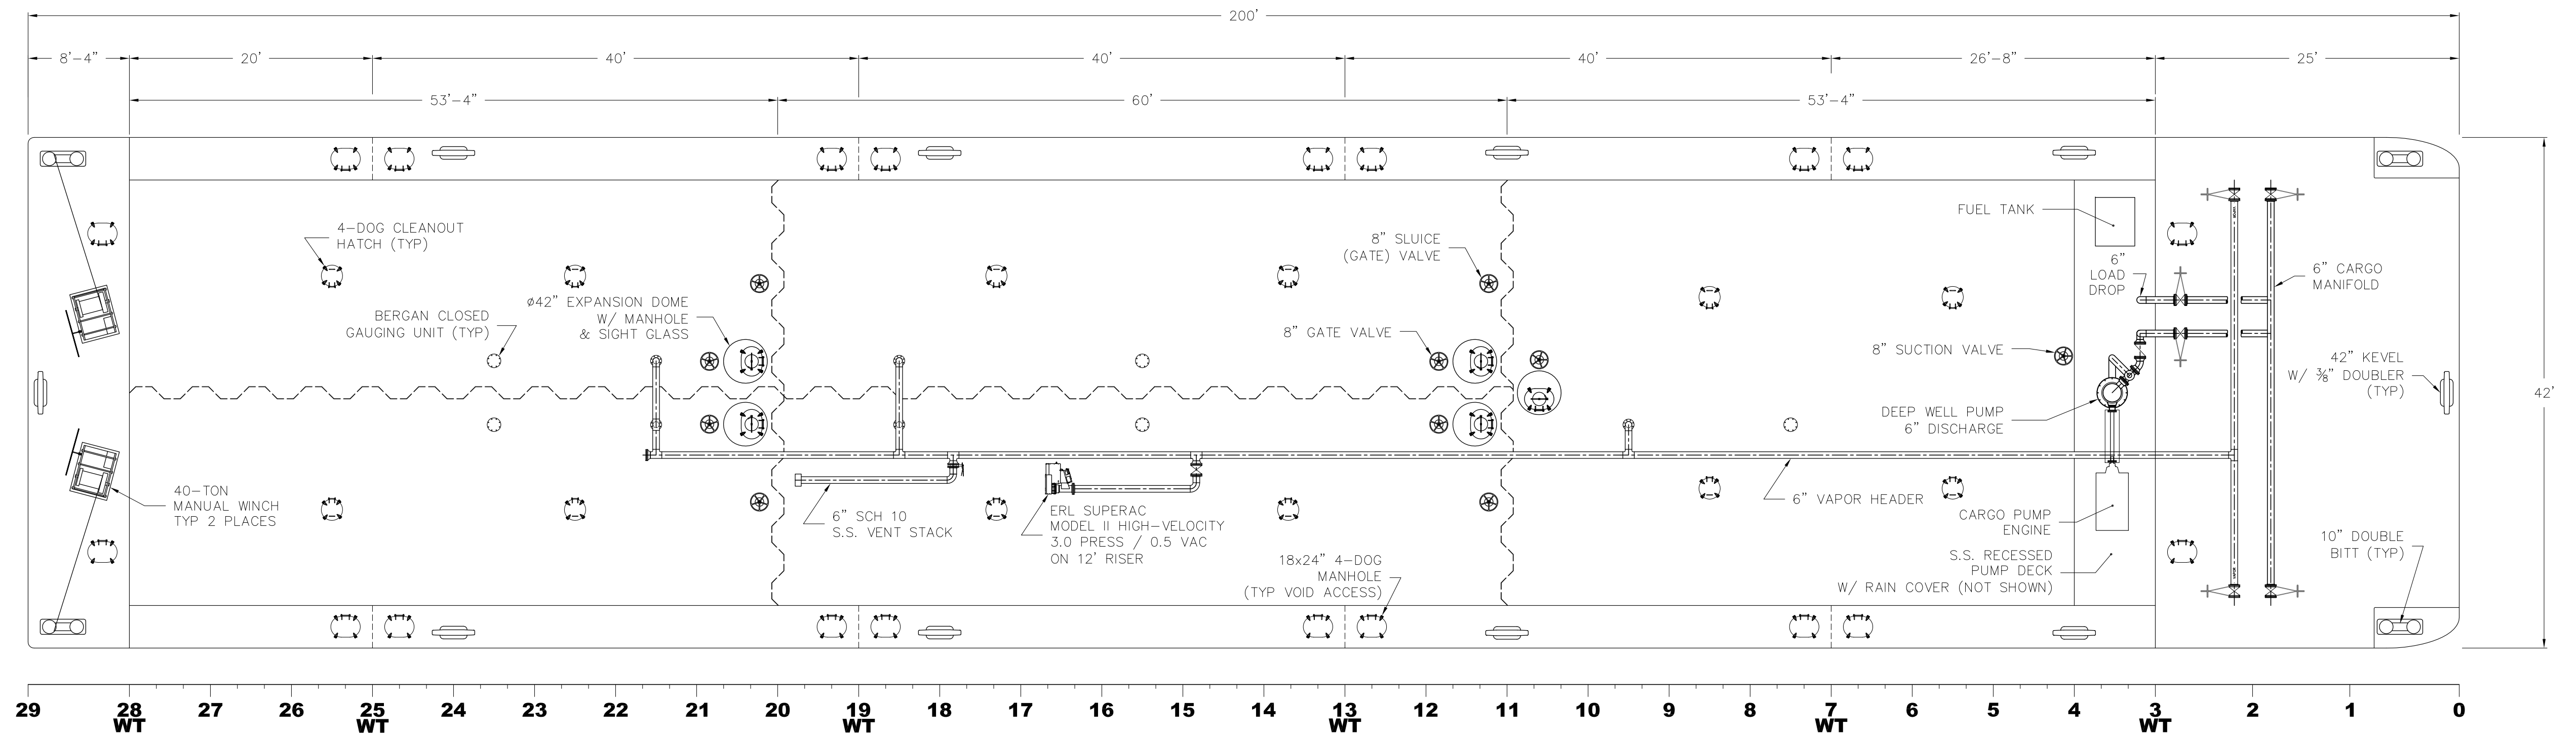 200'
8'-4"
20'
40'
40'
40'
26'-8"
25'
53'-4"
60'
53'-4"
4-DOG CLEANOUT
HATCH (TYP)
8" SLUICE
(GATE) VALVE
FUEL TANK
6"
LOAD
DROP
6" CARGO
MANIFOLD
BERGAN CLOSED
GAUGING UNIT (TYP)
ø42" EXPANSION DOME
W/ MANHOLE
& SIGHT GLASS
8" GATE VALVE
8" SUCTION VALVE
42" KEVEL
W/ ⅜" DOUBLER
(TYP)
42'
DEEP WELL PUMP
6" DISCHARGE
40-TON
MANUAL WINCH
TYP 2 PLACES
6" SCH 10
S.S. VENT STACK
ERL SUPERAC
MODEL II HIGH-VELOCITY
3.0 PRESS / 0.5 VAC
ON 12' RISER
6" VAPOR HEADER
CARGO PUMP
ENGINE
18x24" 4-DOG
MANHOLE
(TYP VOID ACCESS)
S.S. RECESSED
PUMP DECK
W/ RAIN COVER (NOT SHOWN)
10" DOUBLE
BITT (TYP)
VAPOR
VAPOR
29 28 27 26 25 24 23 22 21 20 19 18 17 16 15 14 13 12 11 10 9 8 7 6 5 4 3 2 1 0
WT WT WT WT WT WT